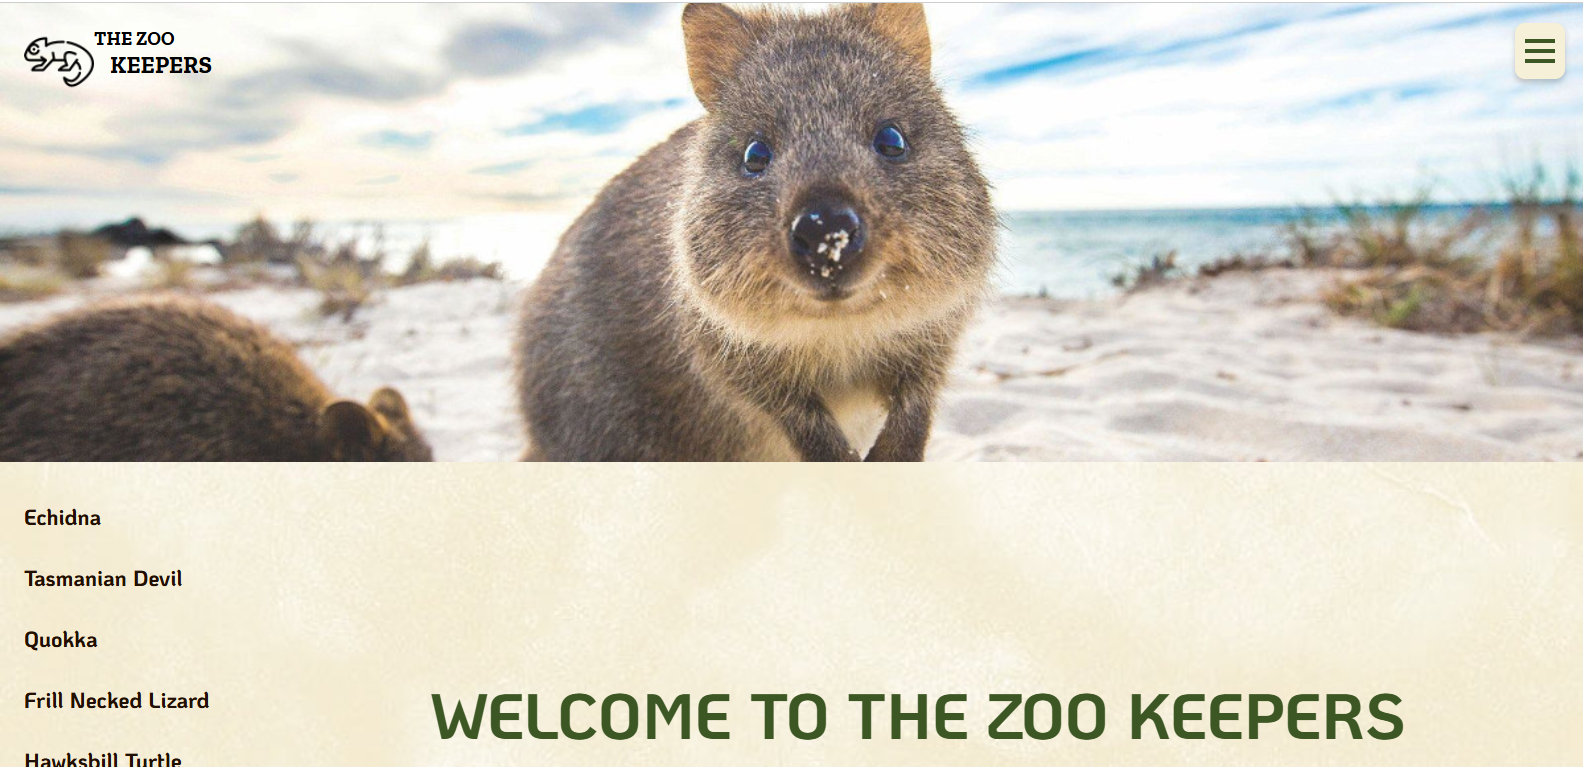 THE ZOO
KEEPERS
Echidna
Tasmanian Devil
Quokka
Frill Necked Lizard
Hawksbill Turtle
WELCOME TO THE ZOO KEEPERS